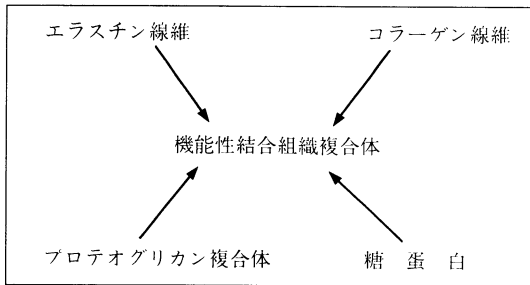 エラスチン線維
コラーゲン線維
機能性結合組織複合体
プロテオグリカン複合体
糖 蛋 白